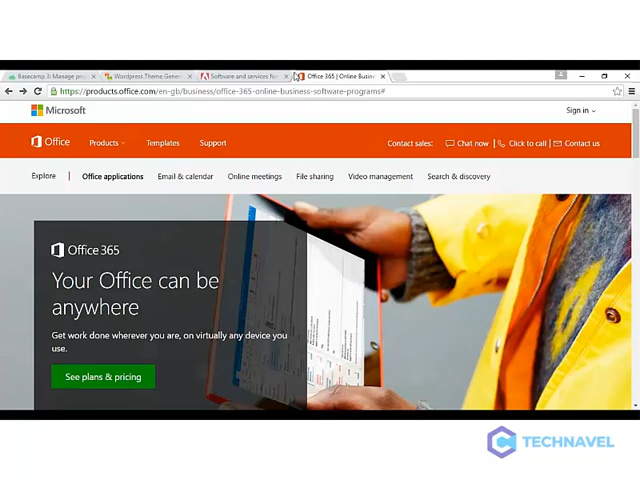 Basecamp 3: Manage pro
Wordpress Theme Gener
Software and services fo
Office 365 | Online Busin
https://products.office.com/en-gb/business/office-365-online-business-software-programs#
Microsoft
Sign in
Office
Products
Templates
Support
Contact sales:
Chat now
Click to call
Contact us
Explore
Office applications
Email & calendar
Online meetings
File sharing
Video management
Search & discovery
Office 365
Your Office can be
anywhere
Get work done wherever you are, on virtually any device you
use.
See plans & pricing
TECHNAVEL